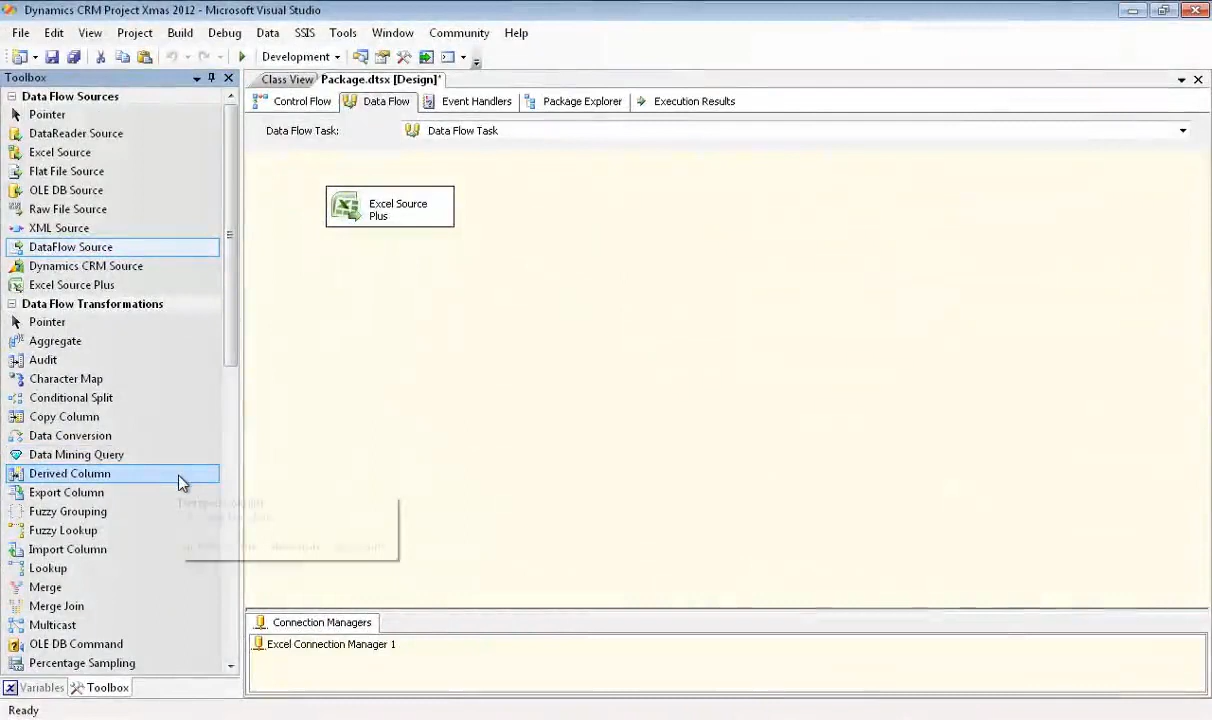 Dynamics CRM Project Xmas 2012 - Microsoft Visual Studio
File Edit View Project Build Debug Data SSIS Tools Window Community Help
Development
Toolbox
Class View Package.dtsx [Design]*
Data Flow Sources
Control Flow Data Flow Event Handlers Package Explorer Execution Results
Pointer
DataReader Source
Data Flow Task: Data Flow Task
Excel Source
Flat File Source
OLE DB Source
Raw File Source
XML Source
DataFlow Source
Dynamics CRM Source
Excel Source Plus
Excel Source
Plus
Data Flow Transformations
Pointer
Aggregate
Audit
Character Map
Conditional Split
Copy Column
Data Conversion
Data Mining Query
Derived Column
Export Column
Fuzzy Grouping
Fuzzy Lookup
Import Column
Lookup
Merge
Merge Join
Multicast
OLE DB Command
Percentage Sampling
Connection Managers
Excel Connection Manager 1
Variables Toolbox
Ready